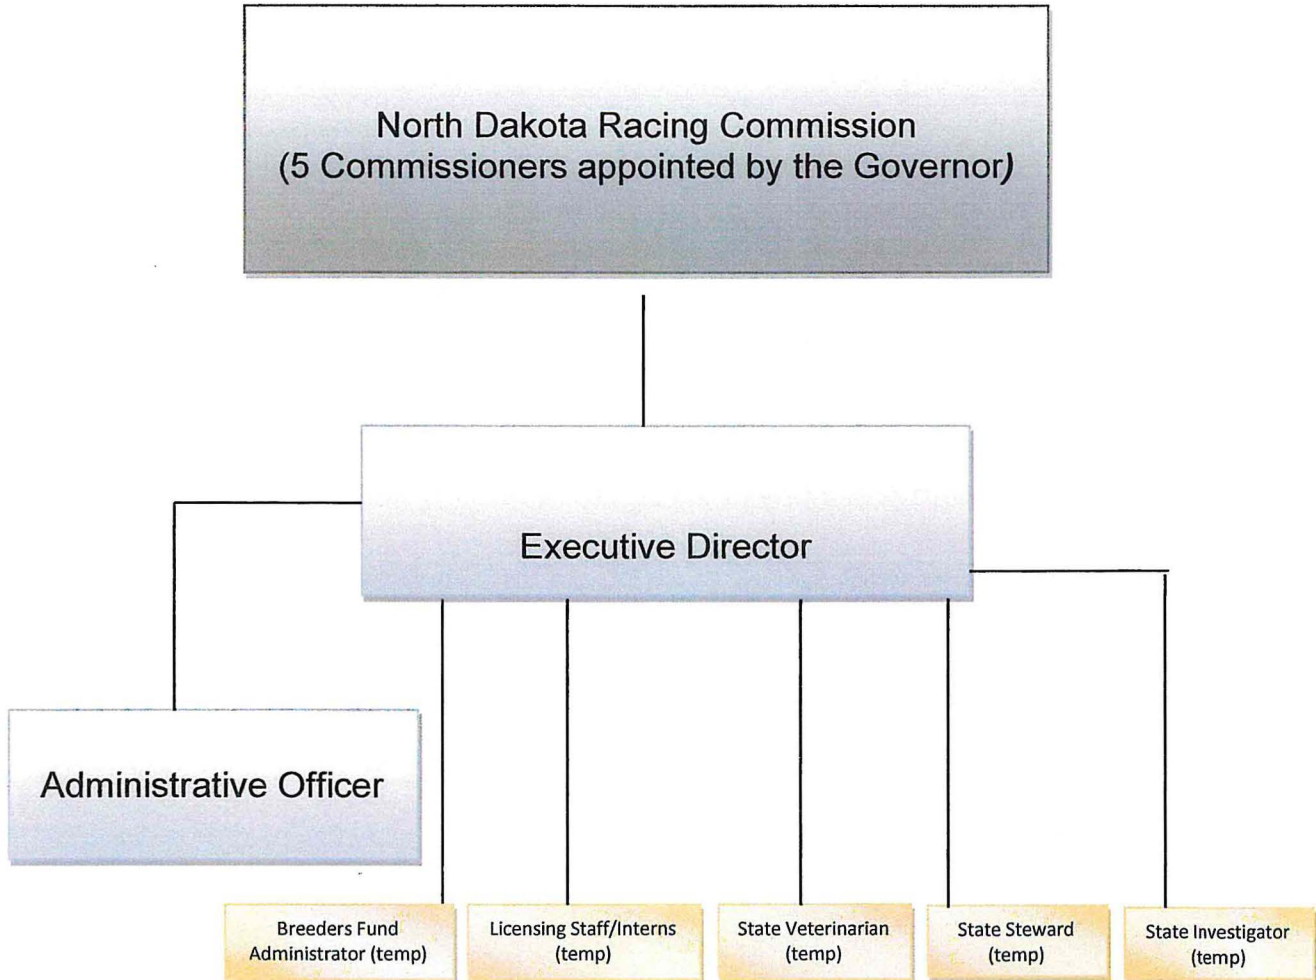 North Dakota Racing Commission
(5 Commissioners appointed by the Governor)
Executive Director
Administrative Officer
Breeders Fund
Administrator (temp)
Licensing Staff/Interns
(temp)
State Veterinarian
(temp)
State Steward
(temp)
State Investigator
(temp)